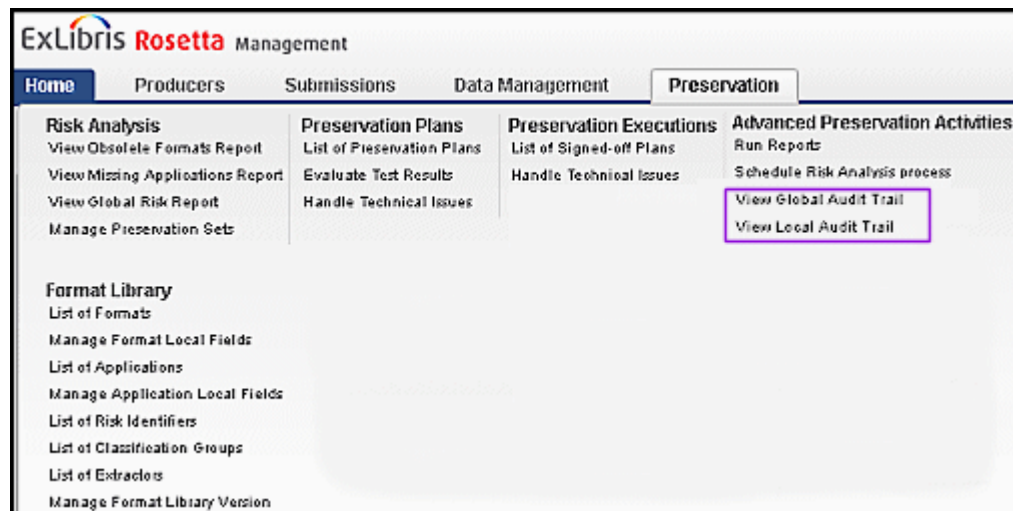 ExLibris Rosetta Management
Home Producers Submissions Data Management Preservation
Risk Analysis
View Obsolete Formats Report
View Missing Applications Report
View Global Risk Report
Manage Preservation Sets
Preservation Plans
List of Preservation Plans
Evaluate Test Results
Handle Technical Issues
Preservation Executions
List of Signed-off Plans
Handle Technical Issues
Advanced Preservation Activities
Run Reports
Schedule Risk Analysis process
View Global Audit Trail
View Local Audit Trail
Format Library
List of Formats
Manage Format Local Fields
List of Applications
Manage Application Local Fields
List of Risk Identifiers
List of Classification Groups
List of Extractors
Manage Format Library Version